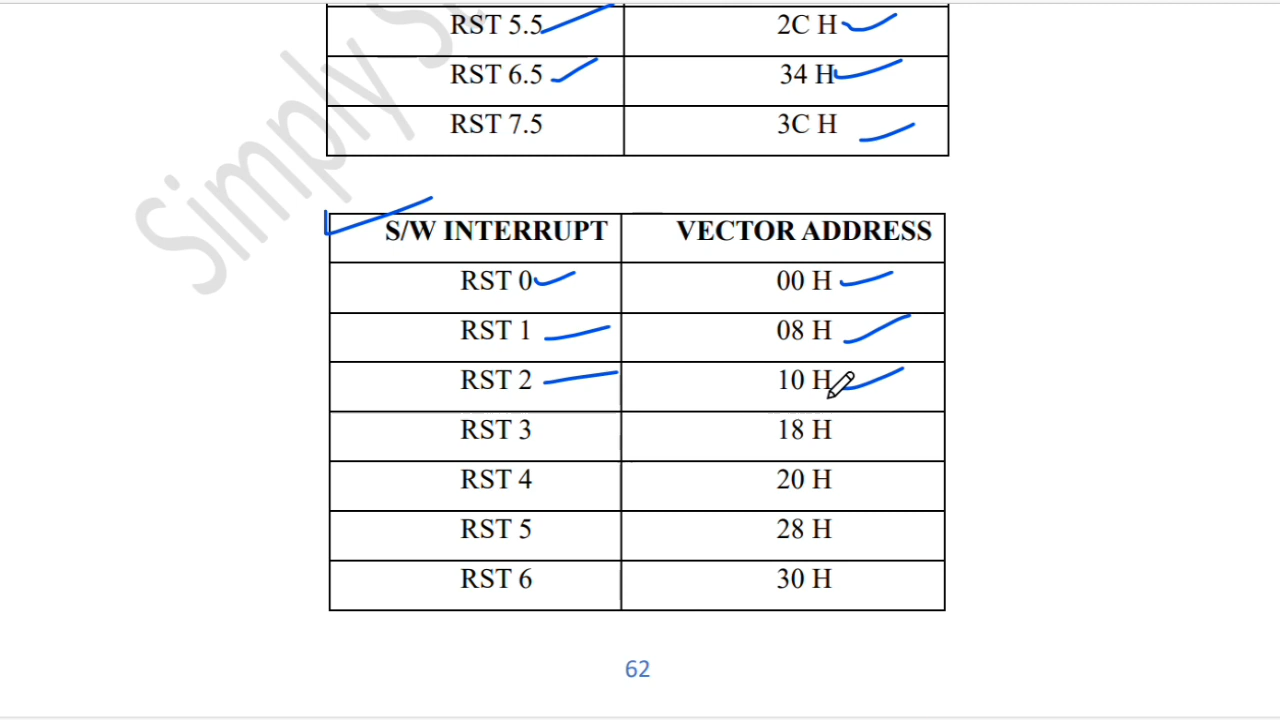 RST 5.5 2C H
RST 6.5 34 H
RST 7.5 3C H
Simply
S/W INTERRUPT VECTOR ADDRESS
RST 0 00 H
RST 1 08 H
RST 2 10 H
RST 3 18 H
RST 4 20 H
RST 5 28 H
RST 6 30 H
62